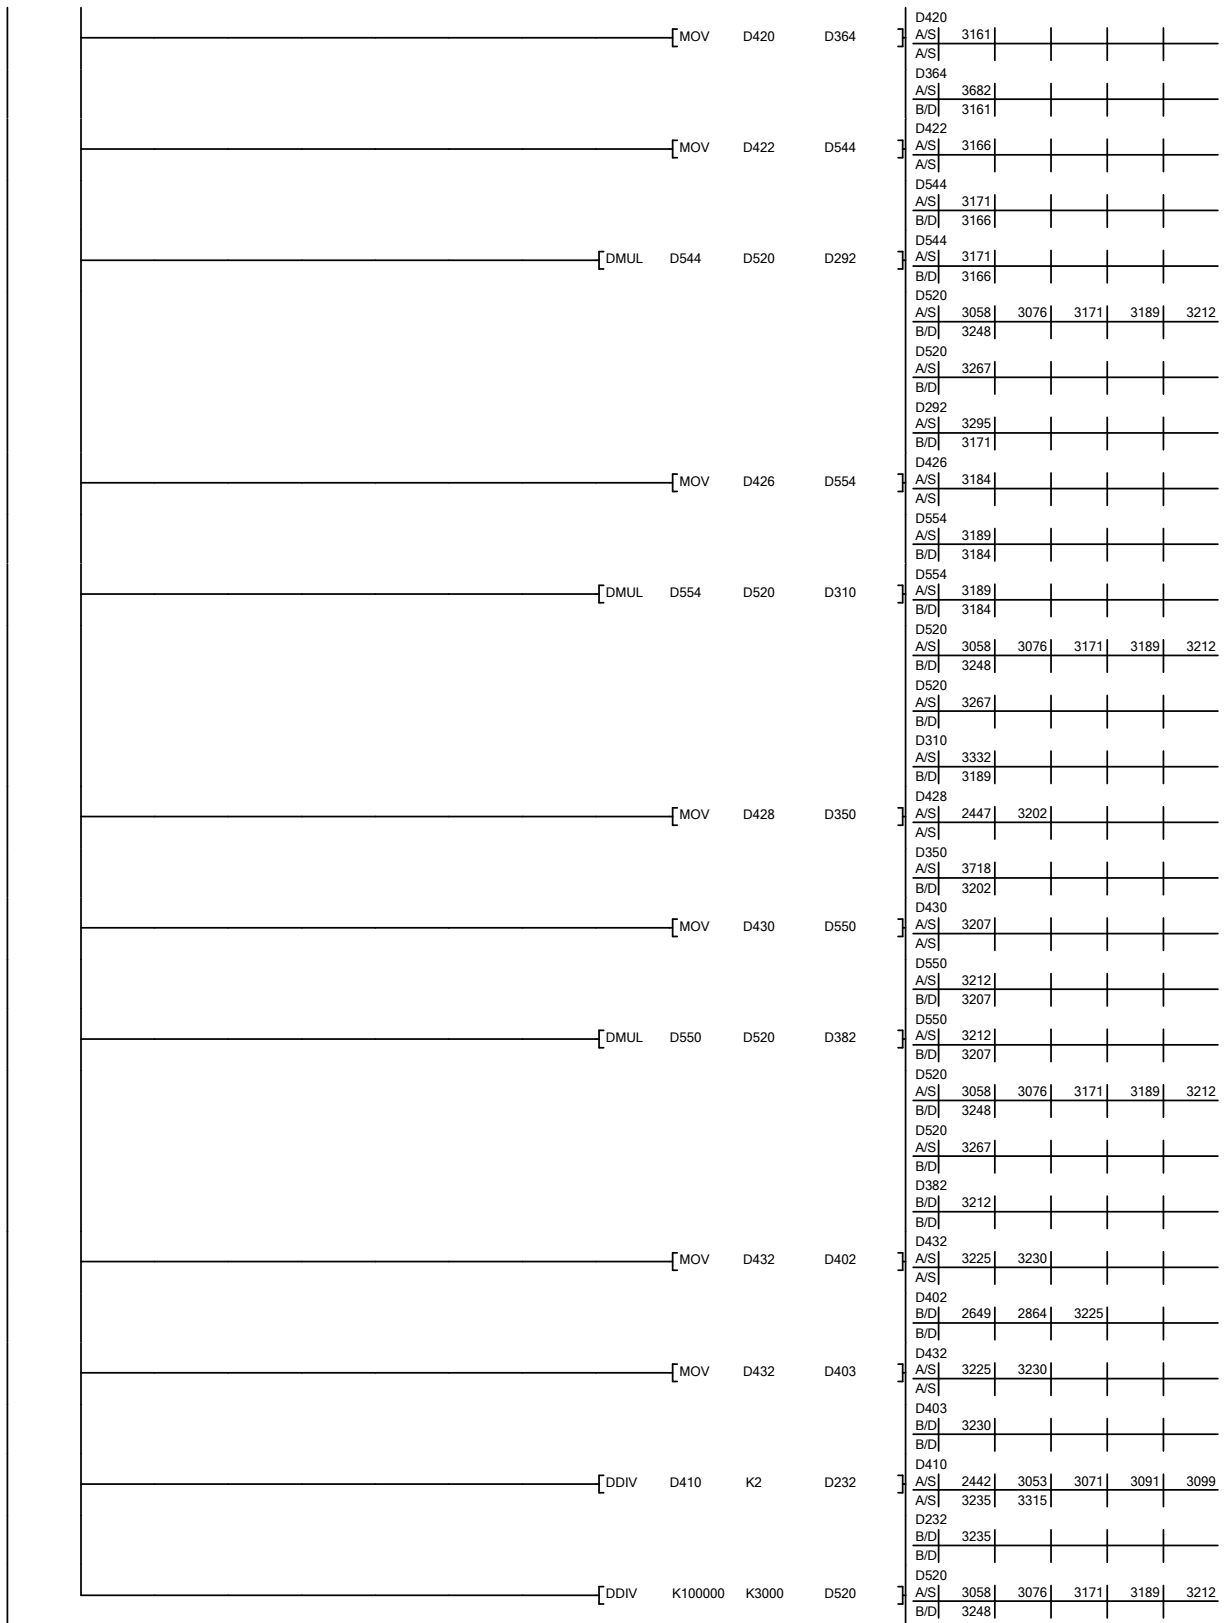 D420
[MOV D420 D364 ] A/S 3161
A/S
D364
A/S 3682
B/D 3161
D422
[MOV D422 D544 ] A/S 3166
A/S
D544
A/S 3171
B/D 3166
D544
[DMUL D544 D520 D292 ] A/S 3171
B/D 3166
D520
A/S 3058 3076 3171 3189 3212
B/D 3248
D520
A/S 3267
B/D
D292
A/S 3295
B/D 3171
D426
[MOV D426 D554 ] A/S 3184
A/S
D554
A/S 3189
B/D 3184
D554
[DMUL D554 D520 D310 ] A/S 3189
B/D 3184
D520
A/S 3058 3076 3171 3189 3212
B/D 3248
D520
A/S 3267
B/D
D310
A/S 3332
B/D 3189
D428
[MOV D428 D350 ] A/S 2447 3202
A/S
D350
A/S 3718
B/D 3202
D430
[MOV D430 D550 ] A/S 3207
A/S
D550
A/S 3212
B/D 3207
D550
[DMUL D550 D520 D382 ] A/S 3212
B/D 3207
D520
A/S 3058 3076 3171 3189 3212
B/D 3248
D520
A/S 3267
B/D
D382
B/D 3212
B/D
D432
[MOV D432 D402 ] A/S 3225 3230
A/S
D402
B/D 2649 2864 3225
B/D
D432
[MOV D432 D403 ] A/S 3225 3230
A/S
D403
B/D 3230
B/D
D410
[DDIV D410 K2 D232 ] A/S 2442 3053 3071 3091 3099
A/S 3235 3315
D232
B/D 3235
B/D
D520
[DDIV K100000 K3000 D520 ] A/S 3058 3076 3171 3189 3212
B/D 3248